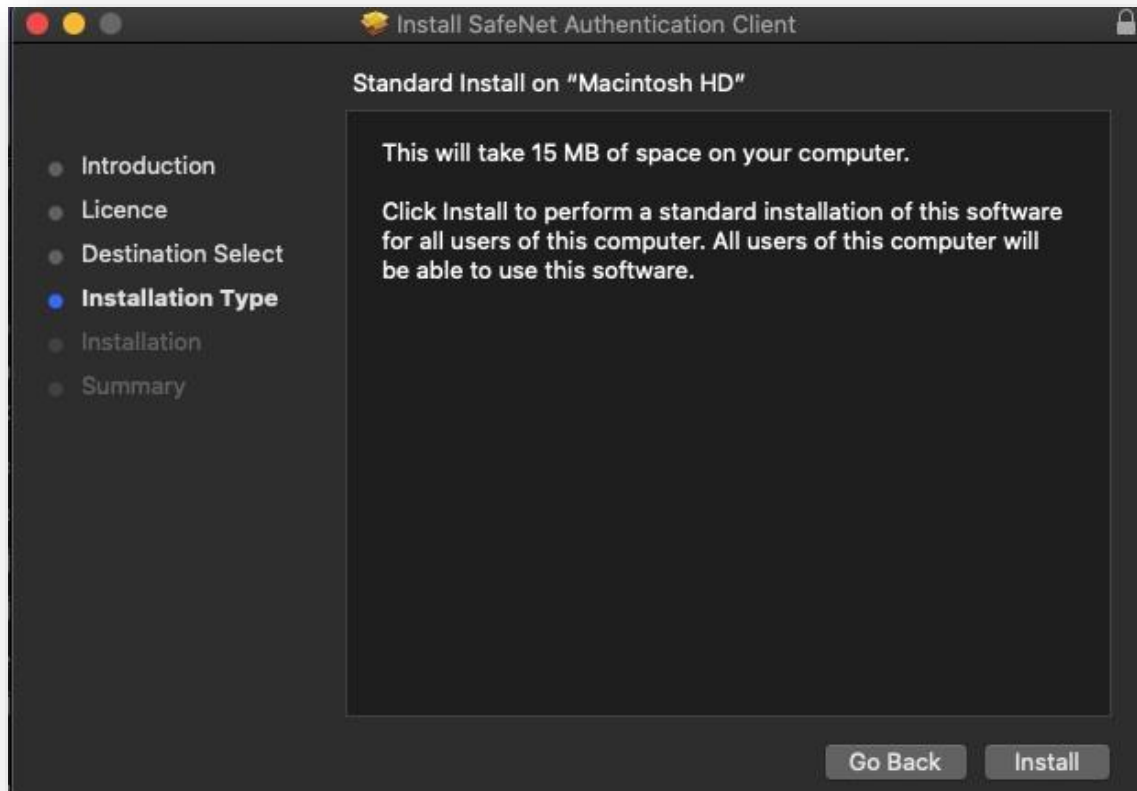 Install SafeNet Authentication Client
Standard Install on "Macintosh HD"
Introduction
Licence
Destination Select
Installation Type
Installation
Summary
This will take 15 MB of space on your computer.
Click Install to perform a standard installation of this software
for all users of this computer. All users of this computer will
be able to use this software.
Go Back
Install